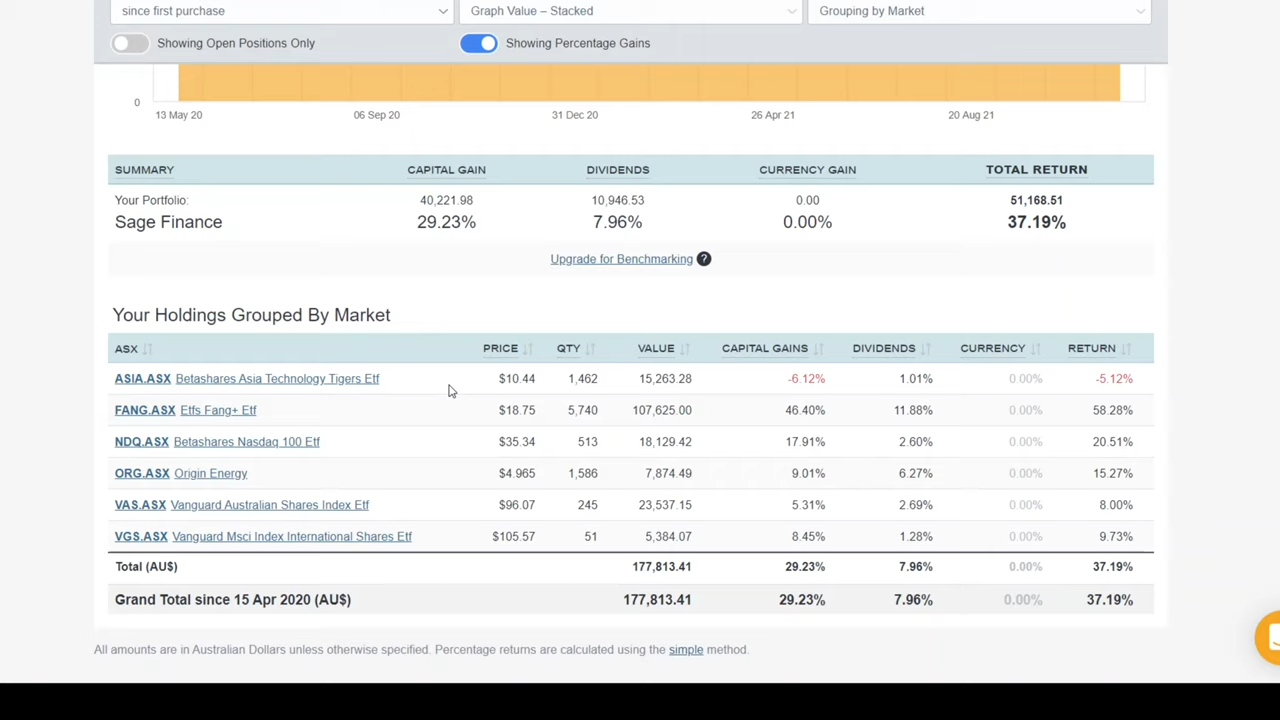 since first purchase Graph Value – Stacked Grouping by Market
Showing Open Positions Only Showing Percentage Gains
0
13 May 20 06 Sep 20 31 Dec 20 26 Apr 21 20 Aug 21
SUMMARY CAPITAL GAIN DIVIDENDS CURRENCY GAIN TOTAL RETURN
Your Portfolio: 40,221.98 10,946.53 0.00 51,168.51
Sage Finance 29.23% 7.96% 0.00% 37.19%
Upgrade for Benchmarking ?
Your Holdings Grouped By Market
ASX PRICE QTY VALUE CAPITAL GAINS DIVIDENDS CURRENCY RETURN
ASIA.ASX Betashares Asia Technology Tigers Etf $10.44 1,462 15,263.28 -6.12% 1.01% 0.00% -5.12%
FANG.ASX Etfs Fang+ Etf $18.75 5,740 107,625.00 46.40% 11.88% 0.00% 58.28%
NDQ.ASX Betashares Nasdaq 100 Etf $35.34 513 18,129.42 17.91% 2.60% 0.00% 20.51%
ORG.ASX Origin Energy $4.965 1,586 7,874.49 9.01% 6.27% 0.00% 15.27%
VAS.ASX Vanguard Australian Shares Index Etf $96.07 245 23,537.15 5.31% 2.69% 0.00% 8.00%
VGS.ASX Vanguard Msci Index International Shares Etf $105.57 51 5,384.07 8.45% 1.28% 0.00% 9.73%
Total (AU$) 177,813.41 29.23% 7.96% 0.00% 37.19%
Grand Total since 15 Apr 2020 (AU$) 177,813.41 29.23% 7.96% 0.00% 37.19%
All amounts are in Australian Dollars unless otherwise specified. Percentage returns are calculated using the simple method.